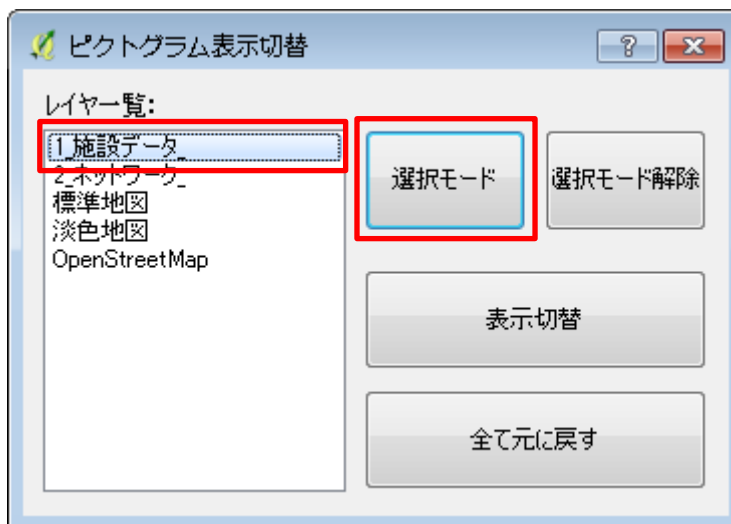 ピクトグラム表示切替
?
レイヤ一覧:
1_施設データ_
2_ネットワーク_
標準地図
淡色地図
OpenStreetMap
選択モード
選択モード解除
表示切替
全て元に戻す